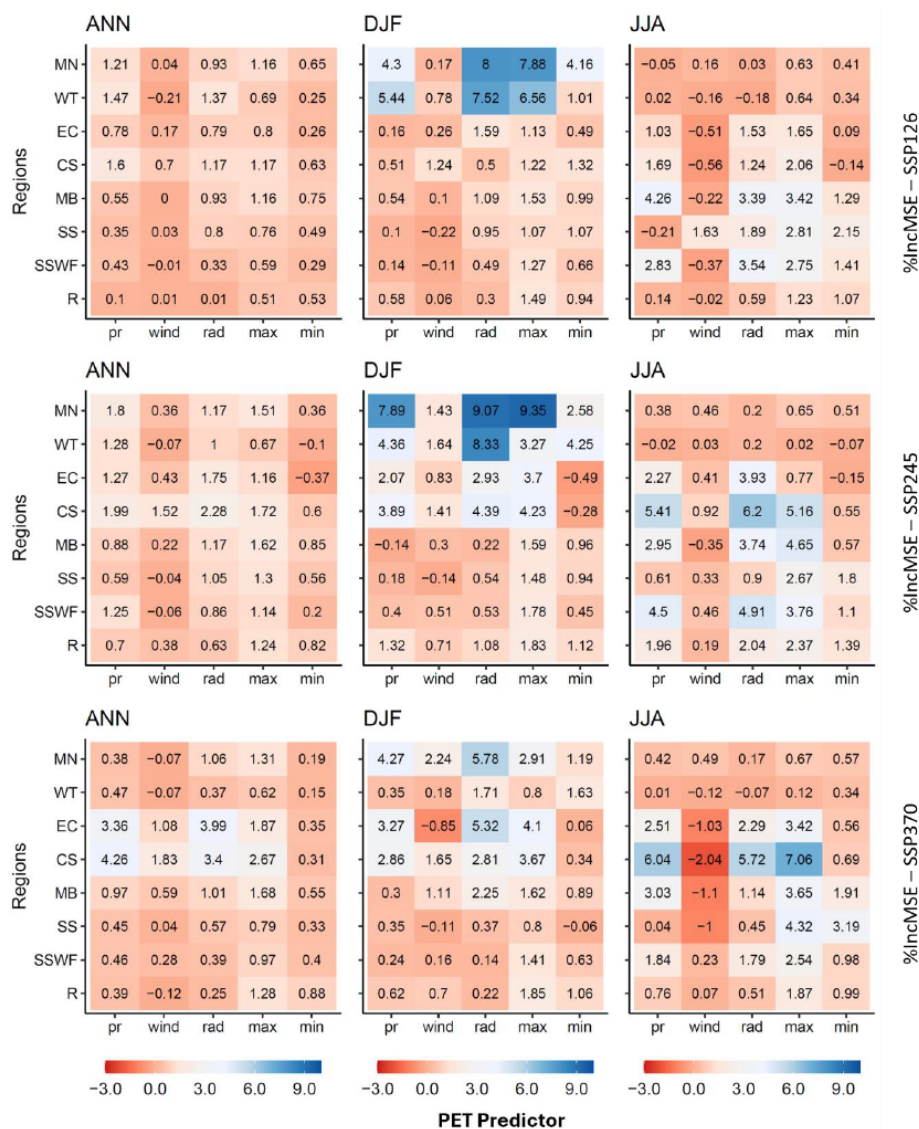 ANN DJF JJA
MN 1.21 0.04 0.93 1.16 0.65 4.3 0.17 8 7.88 4.16 −0.05 0.16 0.03 0.63 0.41
WT 1.47 −0.21 1.37 0.69 0.25 5.44 0.78 7.52 6.56 1.01 0.02 −0.16 −0.18 0.64 0.34
EC 0.78 0.17 0.79 0.8 0.26 0.16 0.26 1.59 1.13 0.49 1.03 −0.51 1.53 1.65 0.09
CS 1.6 0.7 1.17 1.17 0.63 0.51 1.24 0.5 1.22 1.32 1.69 −0.56 1.24 2.06 −0.14
MB 0.55 0 0.93 1.16 0.75 0.54 0.1 1.09 1.53 0.99 4.26 −0.22 3.39 3.42 1.29
SS 0.35 0.03 0.8 0.76 0.49 0.1 −0.22 0.95 1.07 1.07 −0.21 1.63 1.89 2.81 2.15
SSWF 0.43 −0.01 0.33 0.59 0.29 0.14 −0.11 0.49 1.27 0.66 2.83 −0.37 3.54 2.75 1.41
R 0.1 0.01 0.01 0.51 0.53 0.58 0.06 0.3 1.49 0.94 0.14 −0.02 0.59 1.23 1.07
pr wind rad max min pr wind rad max min pr wind rad max min
Regions
%IncMSE – SSP126
ANN DJF JJA
MN 1.8 0.36 1.17 1.51 0.36 7.89 1.43 9.07 9.35 2.58 0.38 0.46 0.2 0.65 0.51
WT 1.28 −0.07 1 0.67 −0.1 4.36 1.64 8.33 3.27 4.25 −0.02 0.03 0.2 0.02 −0.07
EC 1.27 0.43 1.75 1.16 −0.37 2.07 0.83 2.93 3.7 −0.49 2.27 0.41 3.93 0.77 −0.15
CS 1.99 1.52 2.28 1.72 0.6 3.89 1.41 4.39 4.23 −0.28 5.41 0.92 6.2 5.16 0.55
MB 0.88 0.22 1.17 1.62 0.85 −0.14 0.3 0.22 1.59 0.96 2.95 −0.35 3.74 4.65 0.57
SS 0.59 −0.04 1.05 1.3 0.56 0.18 −0.14 0.54 1.48 0.94 0.61 0.33 0.9 2.67 1.8
SSWF 1.25 −0.06 0.86 1.14 0.2 0.4 0.51 0.53 1.78 0.45 4.5 0.46 4.91 3.76 1.1
R 0.7 0.38 0.63 1.24 0.82 1.32 0.71 1.08 1.83 1.12 1.96 0.19 2.04 2.37 1.39
pr wind rad max min pr wind rad max min pr wind rad max min
Regions
%IncMSE – SSP245
ANN DJF JJA
MN 0.38 −0.07 1.06 1.31 0.19 4.27 2.24 5.78 2.91 1.19 0.42 0.49 0.17 0.67 0.57
WT 0.47 −0.07 0.37 0.62 0.15 0.35 0.18 1.71 0.8 1.63 0.01 −0.12 −0.07 0.12 0.34
EC 3.36 1.08 3.99 1.87 0.35 3.27 −0.85 5.32 4.1 0.06 2.51 −1.03 2.29 3.42 0.56
CS 4.26 1.83 3.4 2.67 0.31 2.86 1.65 2.81 3.67 0.34 6.04 −2.04 5.72 7.06 0.69
MB 0.97 0.59 1.01 1.68 0.55 0.3 1.11 2.25 1.62 0.89 3.03 −1.1 1.14 3.65 1.91
SS 0.45 0.04 0.57 0.79 0.33 0.35 −0.11 0.37 0.8 −0.06 0.04 −1 0.45 4.32 3.19
SSWF 0.46 0.28 0.39 0.97 0.4 0.24 0.16 0.14 1.41 0.63 1.84 0.23 1.79 2.54 0.98
R 0.39 −0.12 0.25 1.28 0.88 0.62 0.7 0.22 1.85 1.06 0.76 0.07 0.51 1.87 0.99
pr wind rad max min pr wind rad max min pr wind rad max min
Regions
%IncMSE – SSP370
−3.0 0.0 3.0 6.0 9.0 −3.0 0.0 3.0 6.0 9.0 −3.0 0.0 3.0 6.0 9.0
PET Predictor